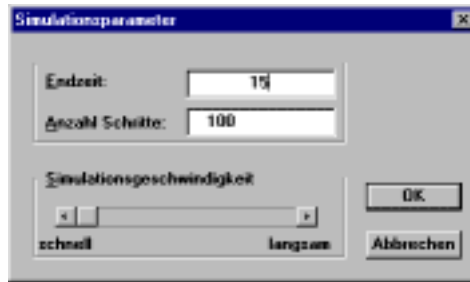 Simulationsparameter
Endzeit: 15
Anzahl Schritte: 100
Simulationsgeschwindigkeit
schnell langsam
OK
Abbrechen